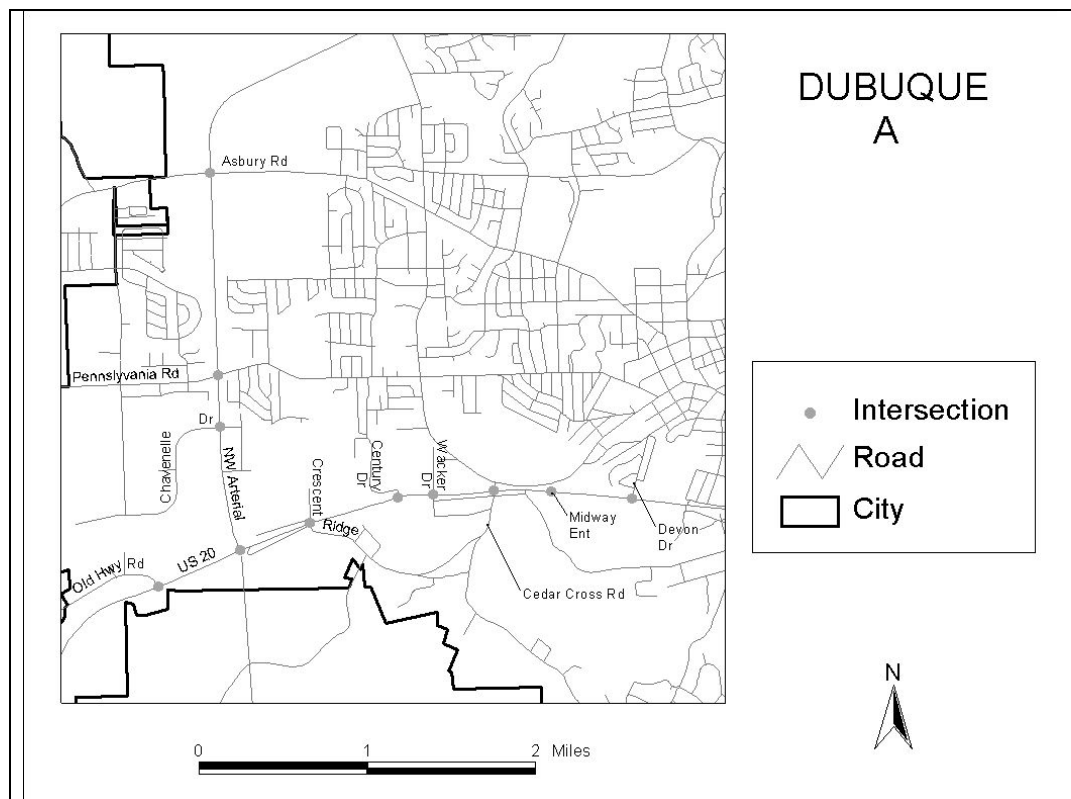 DUBUQUE
A
Asbury Rd
Pennslyvania Rd
Dr
Chavenelle
NW Arterial
Crescent
Ridge
Century
Dr
Wacker
Dr
Midway
Ent
Devon
Dr
Cedar Cross Rd
US 20
Old Hwy Rd
Intersection
Road
City
N
0 1 2 Miles